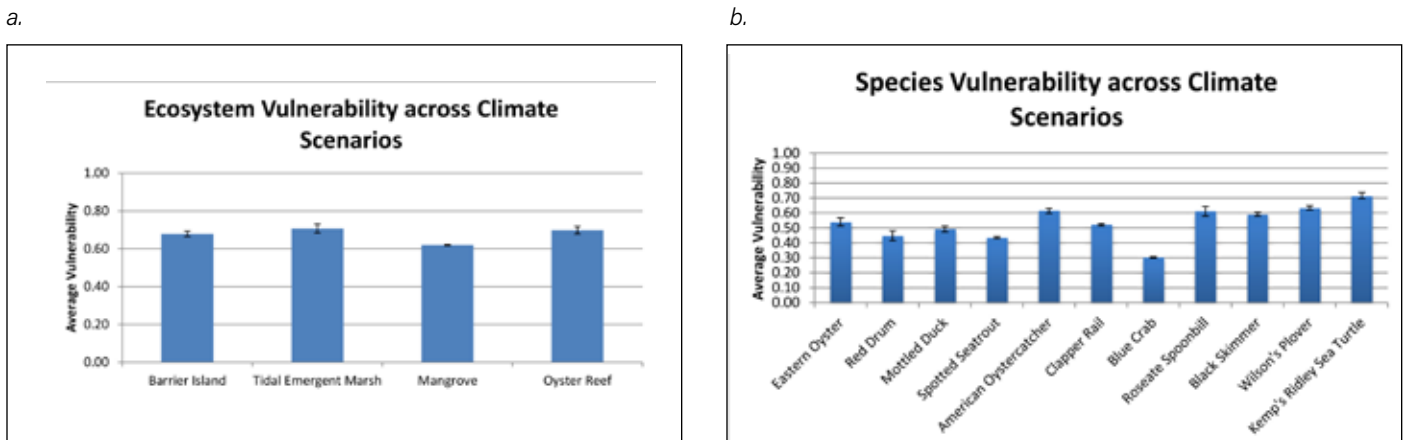 a.
Ecosystem Vulnerability across Climate
Scenarios
Average Vulnerability
1.00
0.80
0.60
0.40
0.20
0.00
Barrier Island
Tidal Emergent Marsh
Mangrove
Oyster Reef
b.
Species Vulnerability across Climate
Scenarios
Average Vulnerability
1.00
0.90
0.80
0.70
0.60
0.50
0.40
0.30
0.20
0.10
0.00
Eastern Oyster
Red Drum
Mottled Duck
Spotted Seatrout
American Oystercatcher
Clapper Rail
Blue Crab
Roseate Spoonbill
Black Skimmer
Wilson's Plover
Kemp's Ridley Sea Turtle